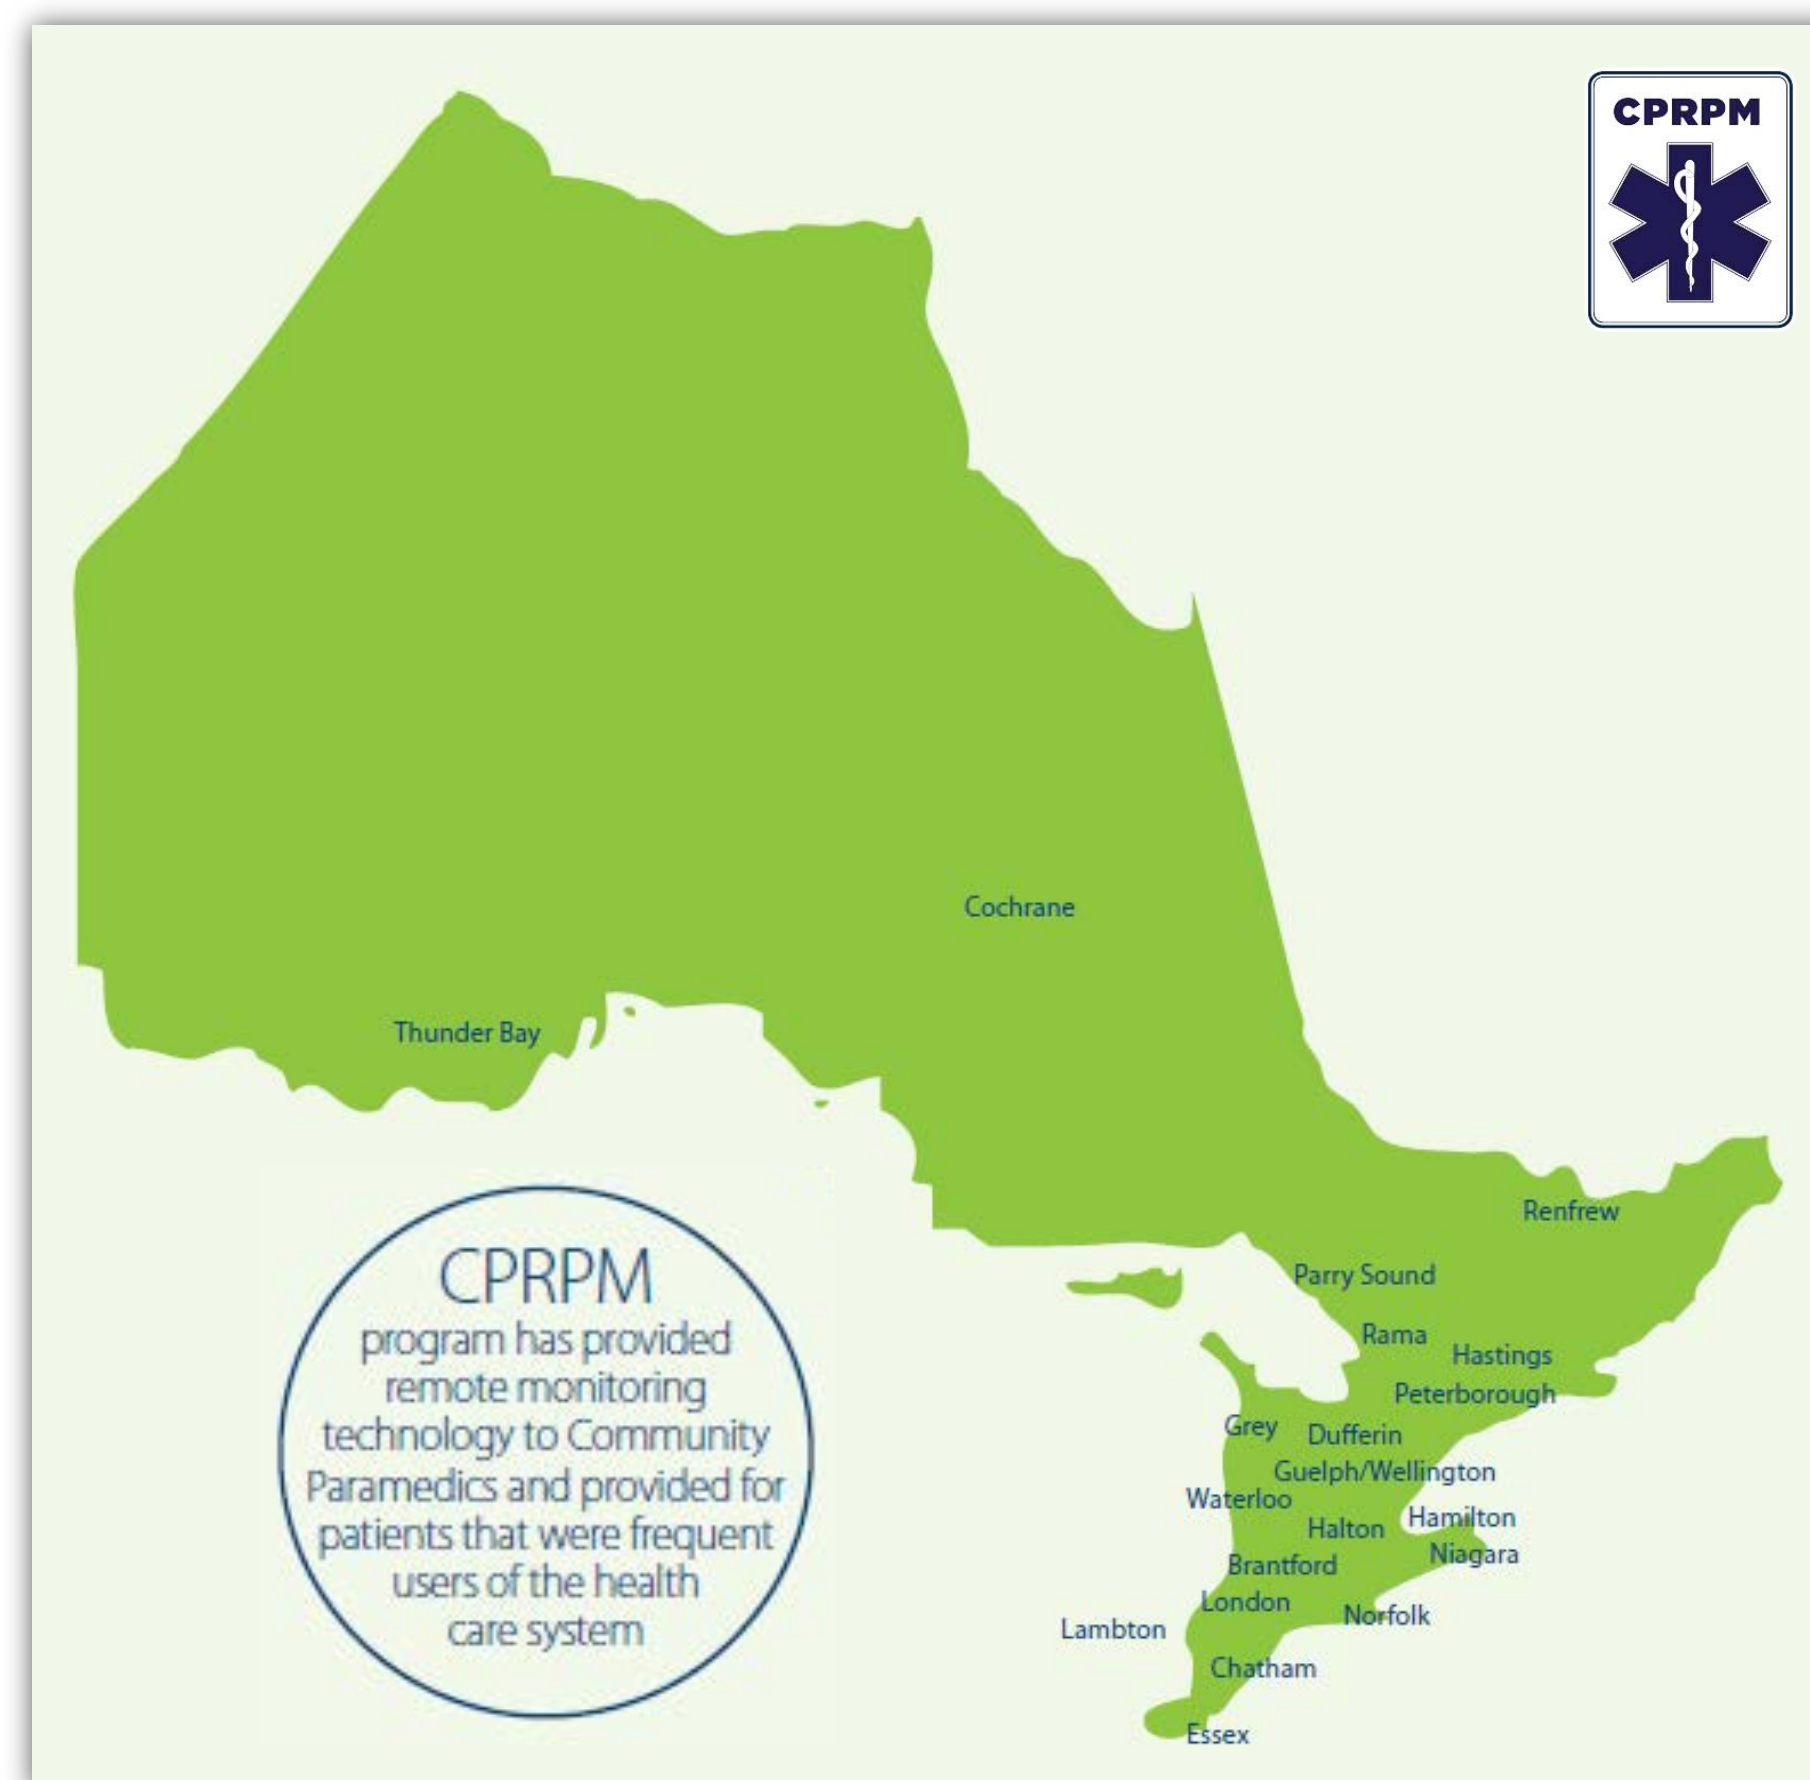 CPRPM
Cochrane
Thunder Bay
Renfrew
Parry Sound
Rama
Hastings
Peterborough
Grey
Dufferin
Guelph/Wellington
Waterloo
Hamilton
Halton
Niagara
Brantford
London
Norfolk
Lambton
Chatham
Essex
CPRPM
program has provided
remote monitoring
technology to Community
Paramedics and provided for
patients that were frequent
users of the health
care system